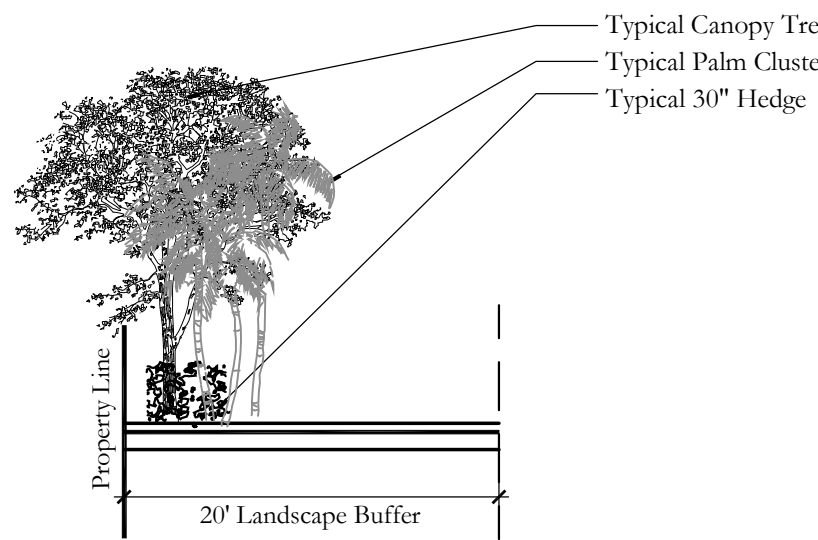 Typical Canopy Tre
Typical Palm Cluste
Typical 30" Hedge
Property Line
20' Landscape Buffer